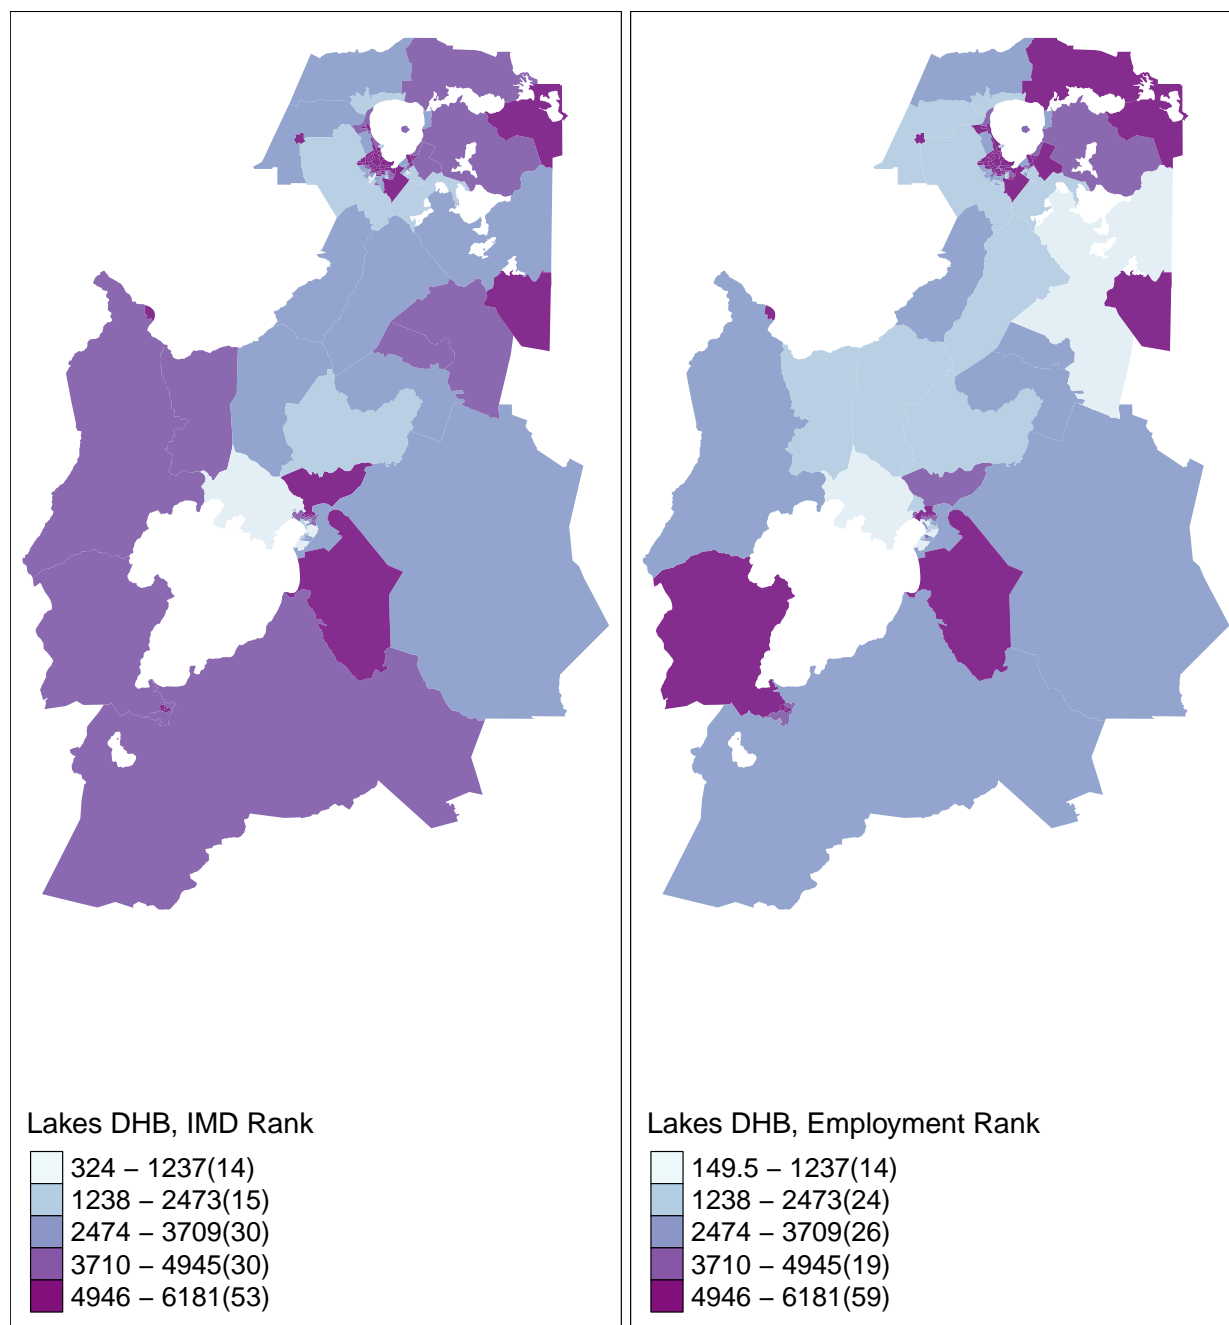 Lakes DHB, IMD Rank
324 – 1237(14)
1238 – 2473(15)
2474 – 3709(30)
3710 – 4945(30)
4946 – 6181(53)
Lakes DHB, Employment Rank
149.5 – 1237(14)
1238 – 2473(24)
2474 – 3709(26)
3710 – 4945(19)
4946 – 6181(59)